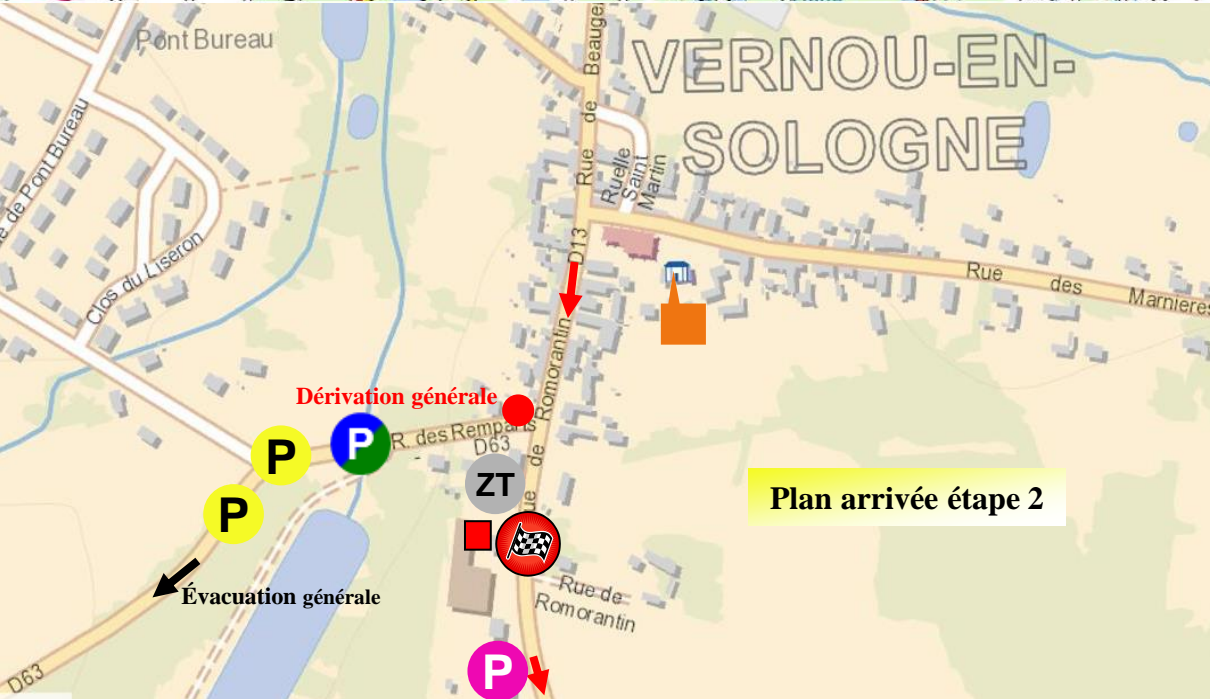 Pont Bureau
Rue de Beaugen
VERNOU-EN-
SOLOGNE
Ruelle
Saint
Martin
de Pont Bureau
Clos du Liseron
D13
Rue des Marnieres
Romorantin
Dérivation générale
P
R. des Remparts
D63
P
ZT
de
P
Plan arrivée étape 2
Évacuation générale
Rue de
Romorantin
P
D63